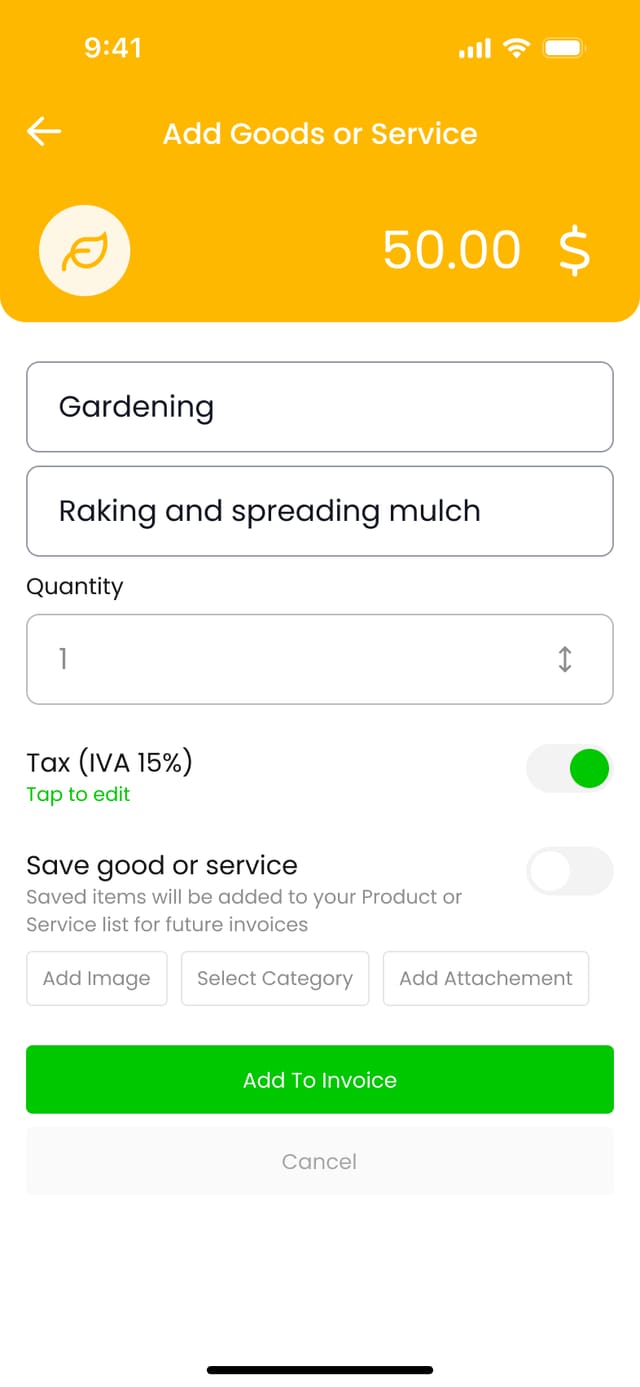 9:41
Add Goods or Service
50.00 $
Gardening
Raking and spreading mulch
Quantity
1
Tax (IVA 15%)
Tap to edit
Save good or service
Saved items will be added to your Product or
Service list for future invoices
Add Image Select Category Add Attachement
Add To Invoice
Cancel